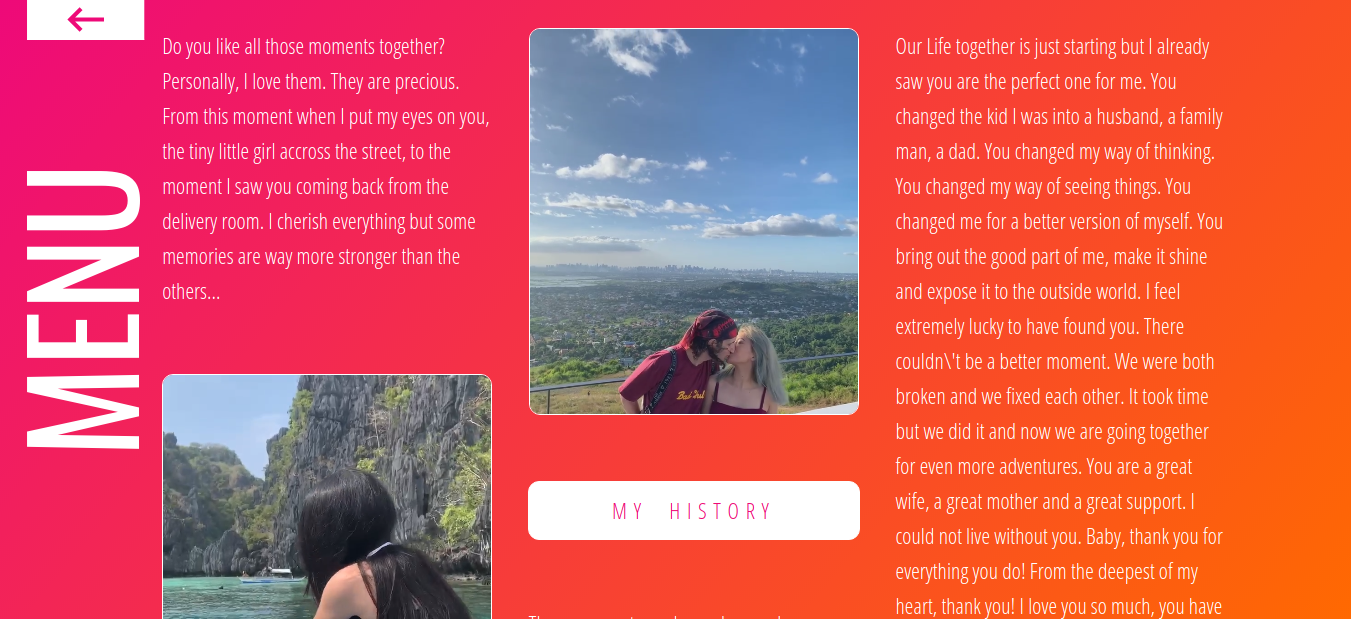 MENU
Do you like all those moments together?
Personally, I love them. They are precious.
From this moment when I put my eyes on you,
the tiny little girl accross the street, to the
moment I saw you coming back from the
delivery room. I cherish everything but some
memories are way more stronger than the
others...
MY HISTORY
Our Life together is just starting but I already
saw you are the perfect one for me. You
changed the kid I was into a husband, a family
man, a dad. You changed my way of thinking.
You changed my way of seeing things. You
changed me for a better version of myself. You
bring out the good part of me, make it shine
and expose it to the outside world. I feel
extremely lucky to have found you. There
couldn\'t be a better moment. We were both
broken and we fixed each other. It took time
but we did it and now we are going together
for even more adventures. You are a great
wife, a great mother and a great support. I
could not live without you. Baby, thank you for
everything you do! From the deepest of my
heart, thank you! I love you so much, you have